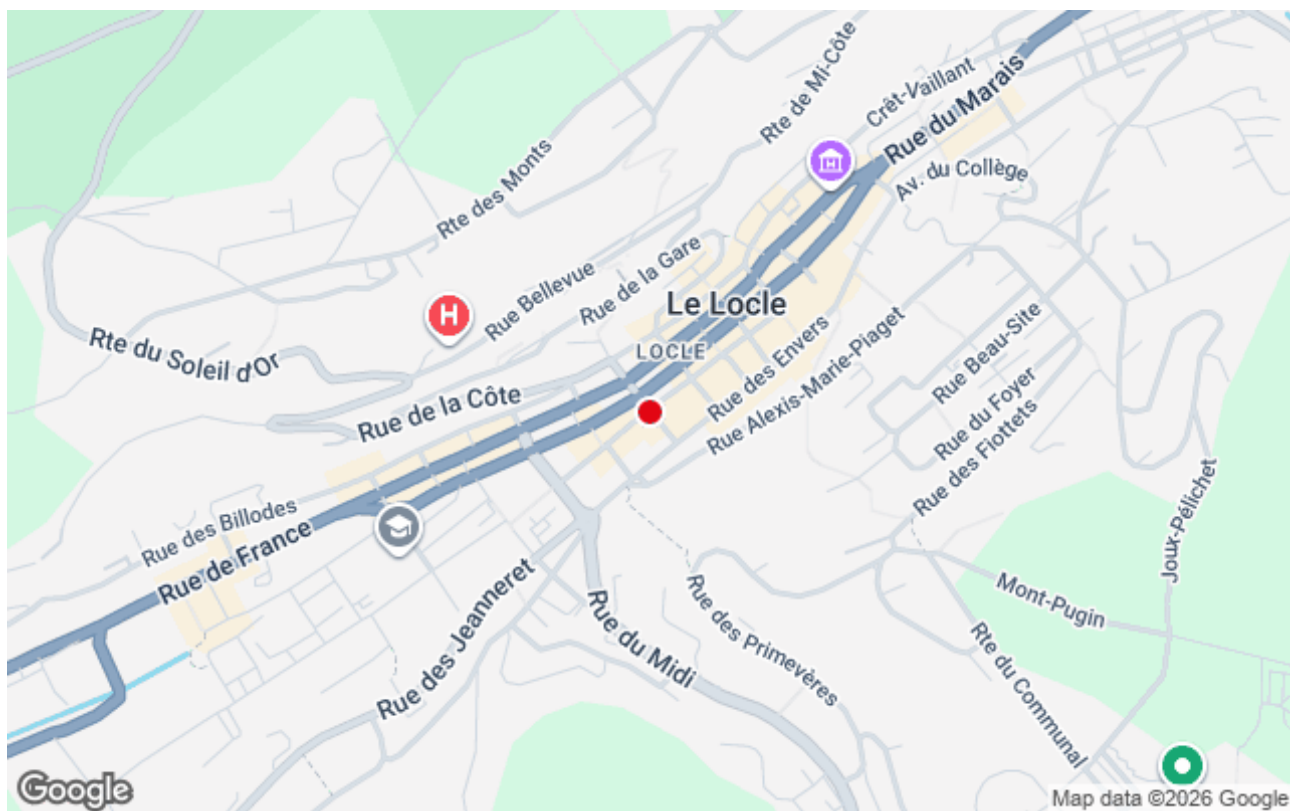 Rte de Mi-Côte
Crêt-Vaillant
Rue du Marais
Rte des Monts
Av. du Collège
Rue Bellevue
Rue de la Gare
H
Le Locle
Rte du Soleil d'Or
LOCLE
Rue des Envers
Rue Alexis-Marie-Piaget
Rue Beau-Site
Rue de la Côte
Rue du Foyer
Rue des Fiottets
Rue des Billodes
Rue de France
Joux-Pélichet
Rue des Jeanneret
Rue du Midi
Rue des Primevères
Mont-Pugin
Rte du Communal
Google
Map data ©2026 Google